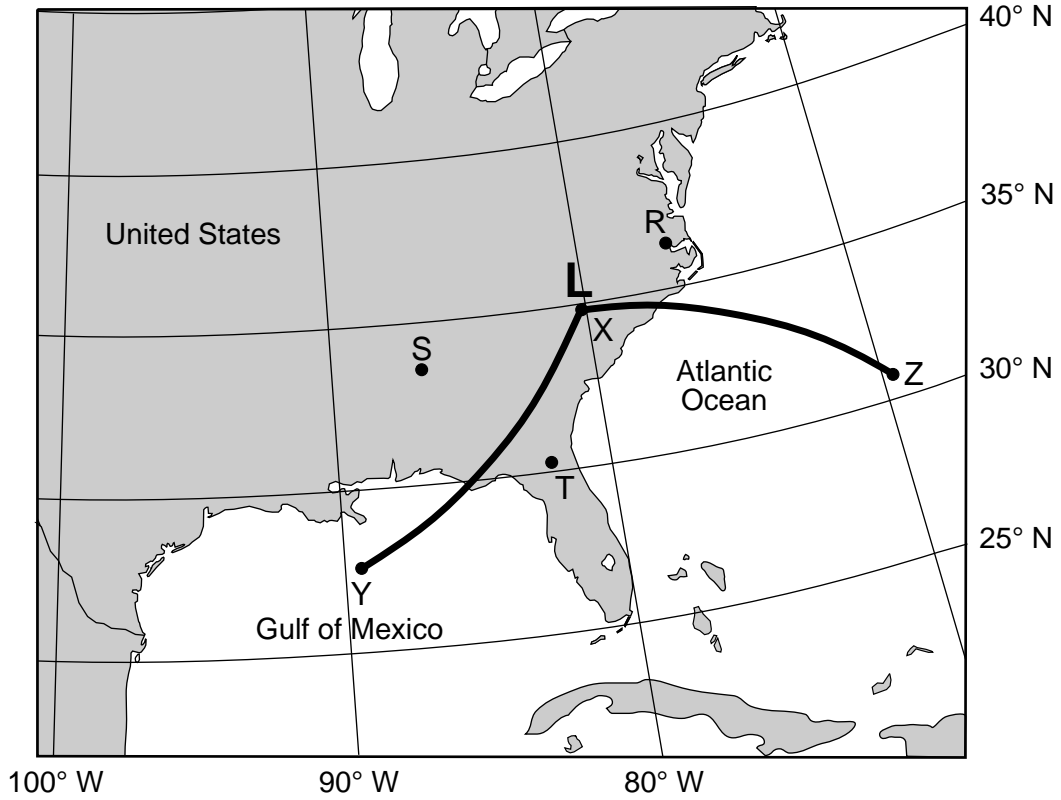 40° N
35° N
United States
R
L
X
S
Atlantic
Ocean
Z
30° N
T
25° N
Y
Gulf of Mexico
100° W
90° W
80° W